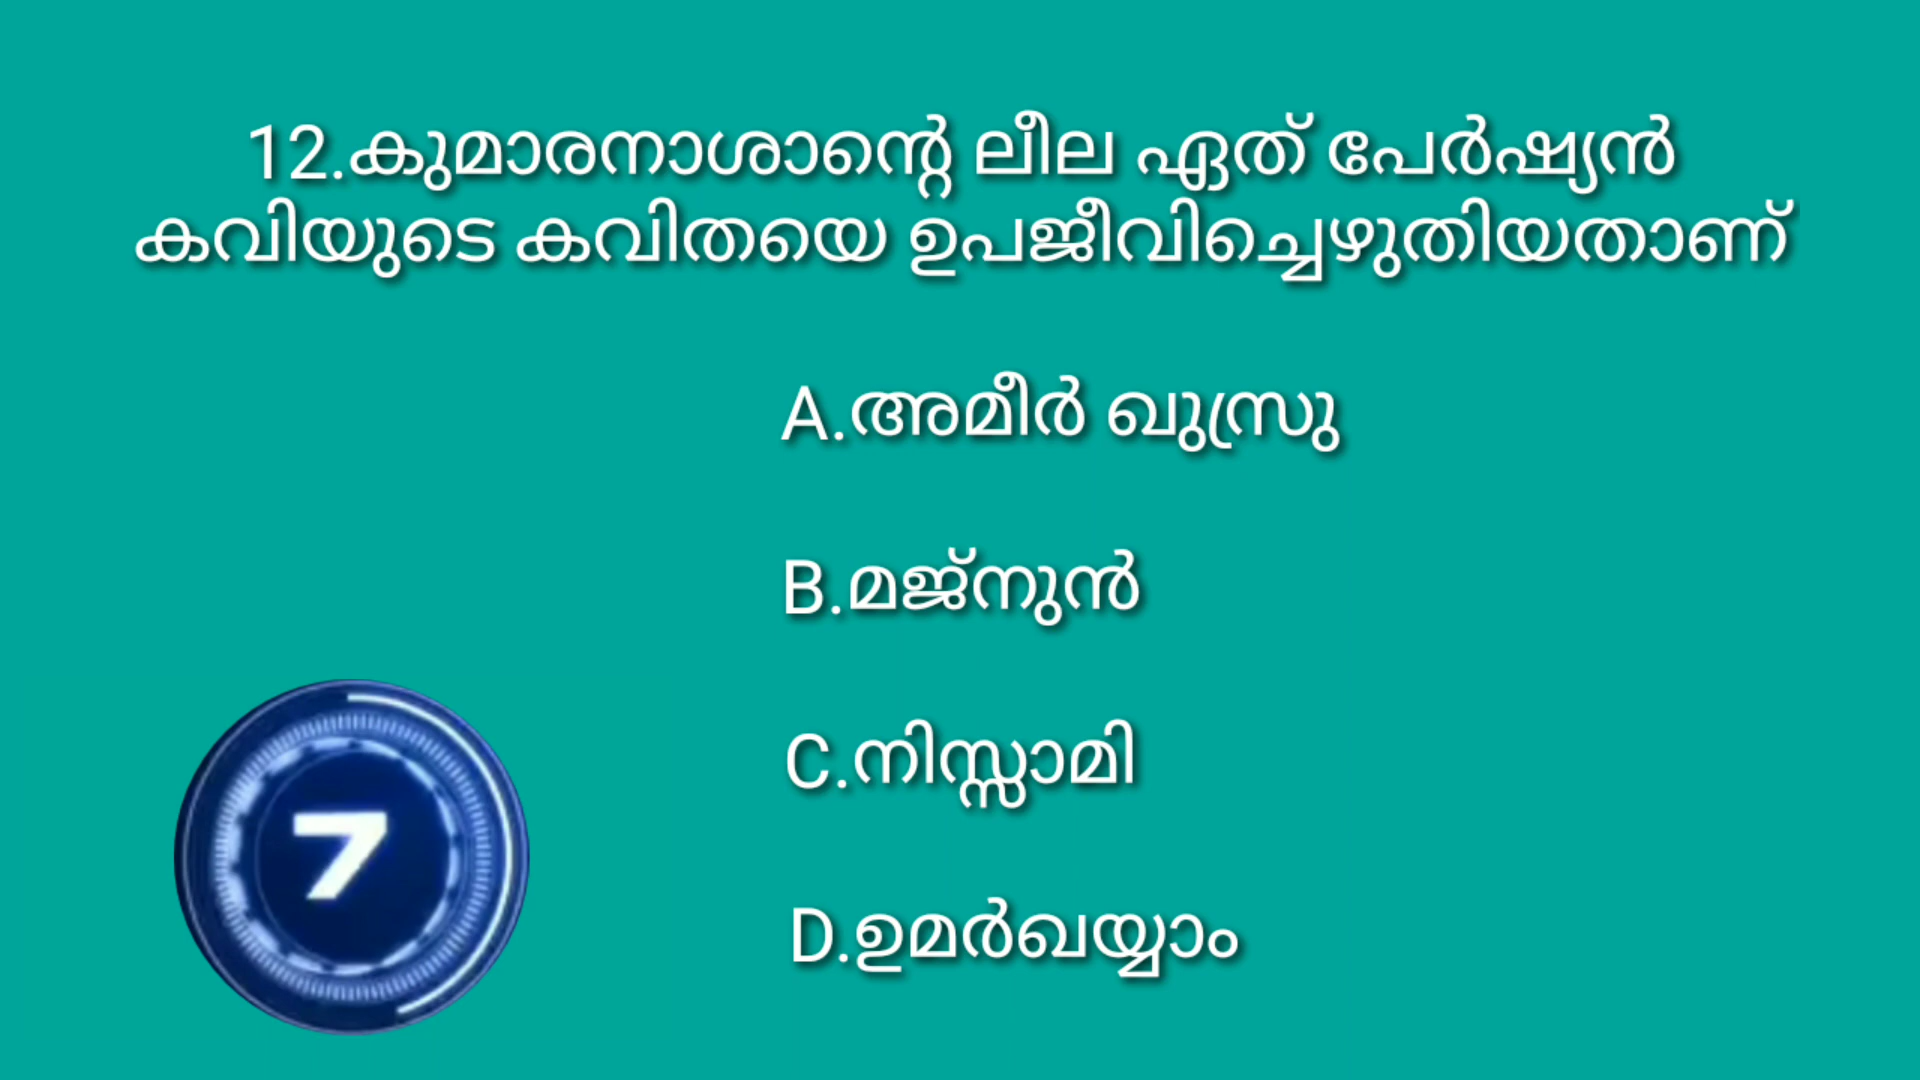 12.കുമാരനാശാന്റെ ലീല ഏത് പേർഷ്യൻ
കവിയുടെ കവിതയെ ഉപജീവിച്ചെഴുതിയതാണ്
A.അമീർ ഖുസ്രു
B.മജ്നുൻ
C.നിസ്സാമി
7
D.ഉമർഖയ്യാം